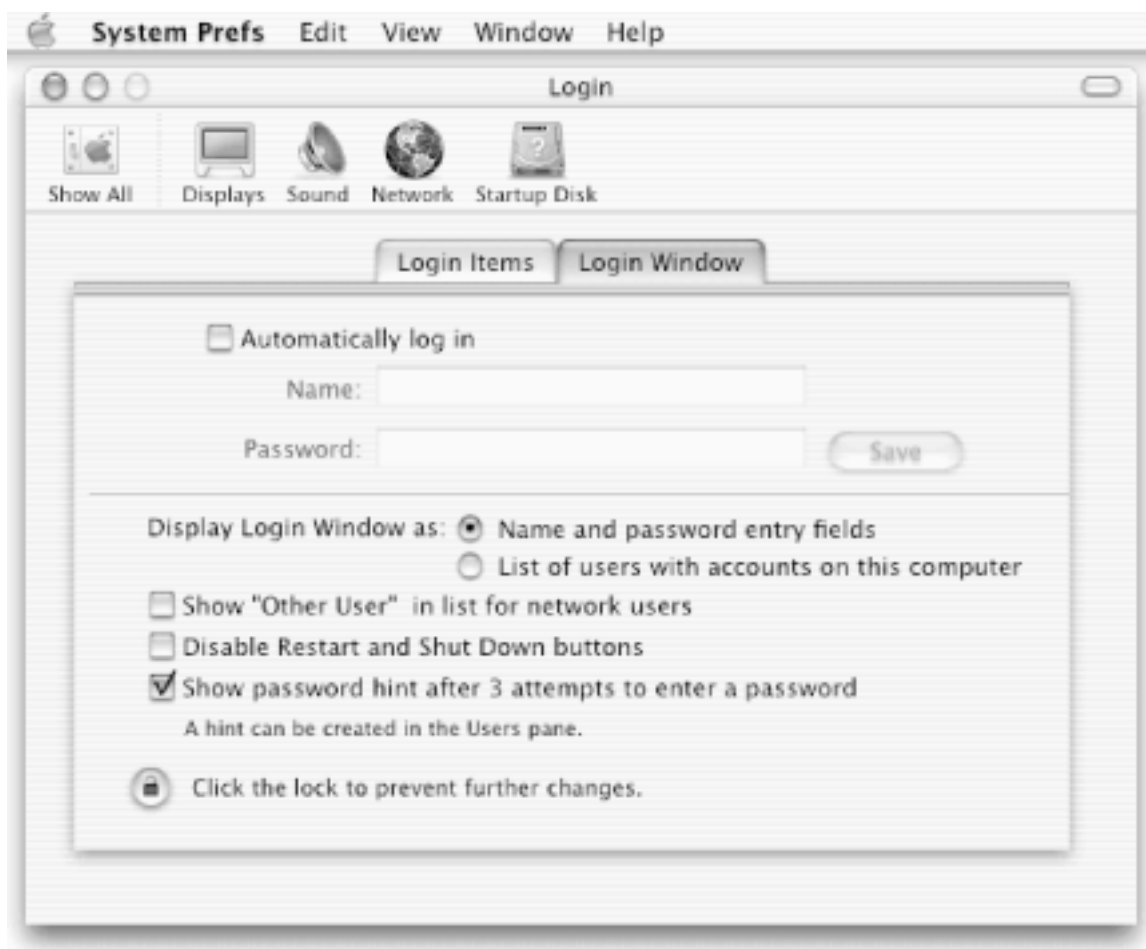 System Prefs Edit View Window Help
Login
Show All Displays Sound Network Startup Disk
Login Items Login Window
Automatically log in
Name:
Password:
Save
Display Login Window as: Name and password entry fields
List of users with accounts on this computer
Show "Other User" in list for network users
Disable Restart and Shut Down buttons
Show password hint after 3 attempts to enter a password
A hint can be created in the Users pane.
Click the lock to prevent further changes.